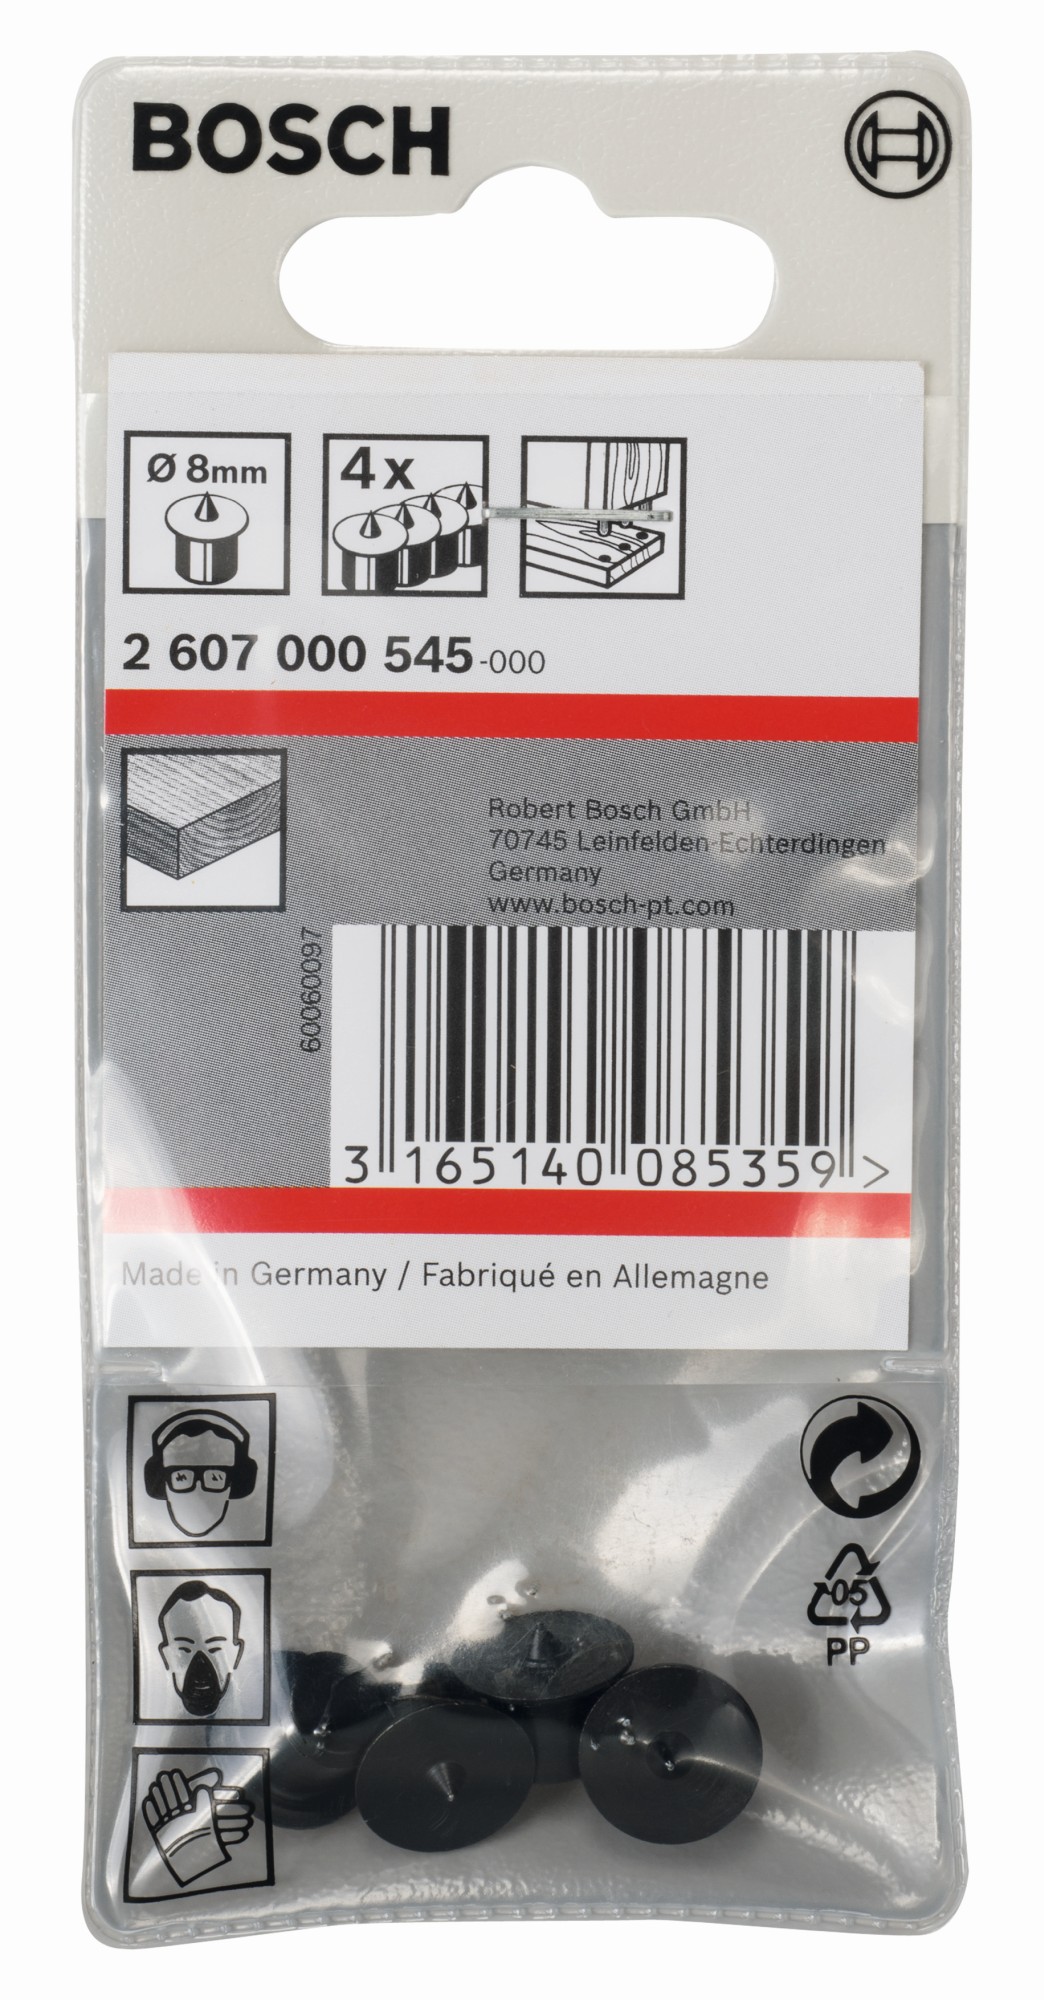 BOSCH
Ø 8mm
4x
2 607 000 545-000
Robert Bosch GmbH
70745 Leinfelden-Echterdingen
Germany
www.bosch-pt.com
60060097
3 165140 085359 >
Made in Germany / Fabriqué en Allemagne
05
PP